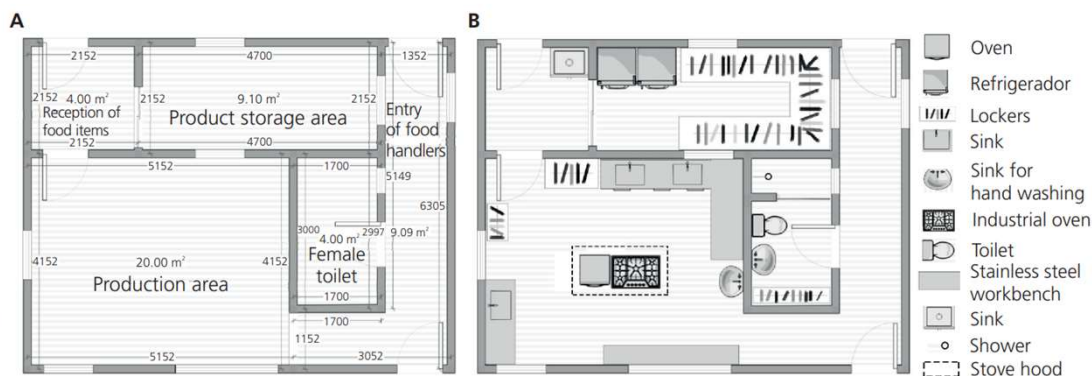 A
2152
4700
1352
2152
4.00 m²
2152
9.10 m²
2152
Reception of
food items
Product storage area
Entry
of food
handlers
2152
4700
5152
1700
5149
6305
3000
2997
9.09 m²
4.00 m²
Female
toilet
20.00 m²
4152
4152
Production area
1700
1700
1152
5152
3052
B
Oven
Refrigerador
Lockers
Sink
Sink for
hand washing
Industrial oven
Toilet
Stainless steel
workbench
Sink
Shower
Stove hood